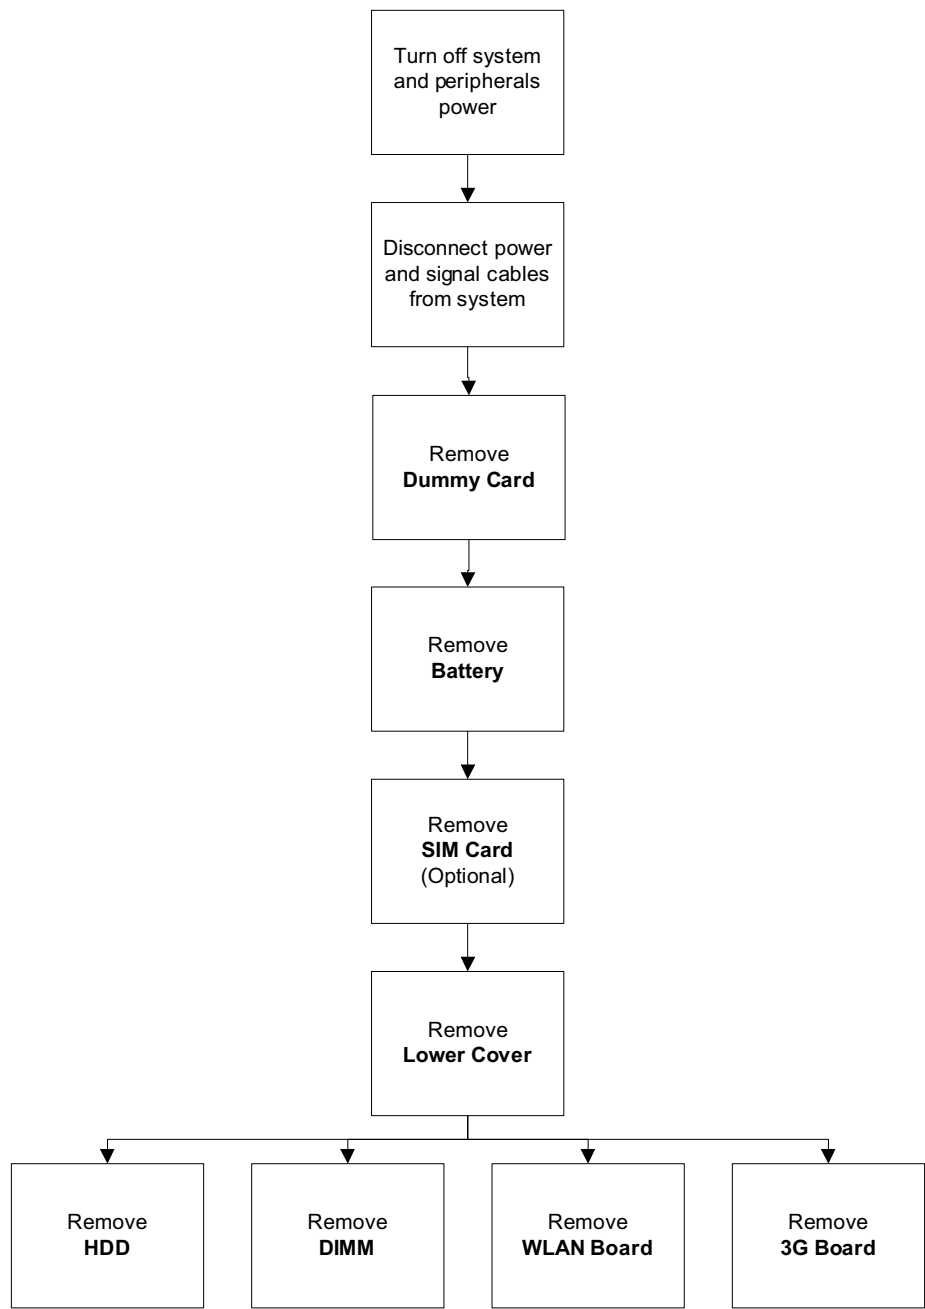 Turn off system
and peripherals
power
Disconnect power
and signal cables
from system
Remove
Dummy Card
Remove
Battery
Remove
SIM Card
(Optional)
Remove
Lower Cover
Remove
HDD
Remove
DIMM
Remove
WLAN Board
Remove
3G Board